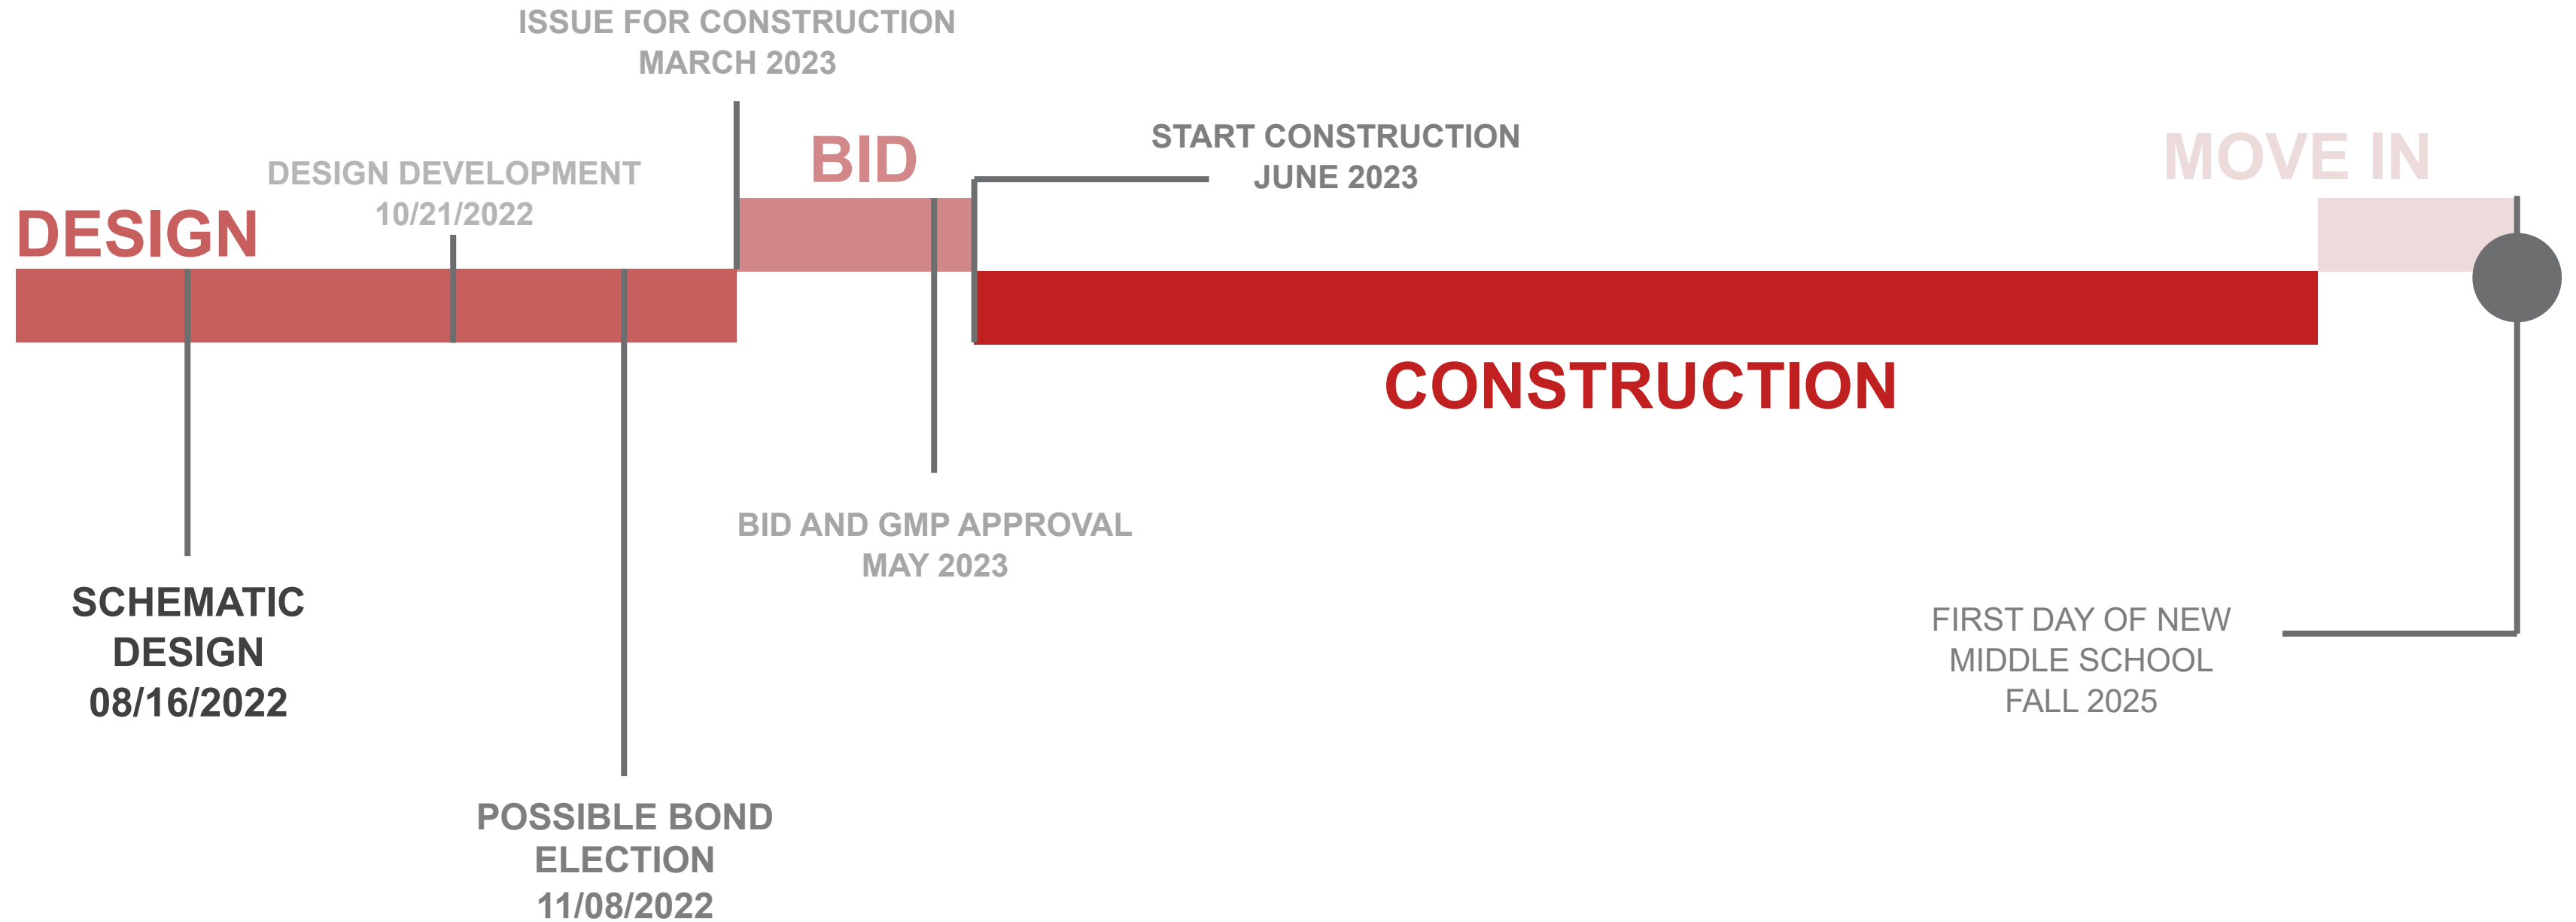 ISSUE FOR CONSTRUCTION
MARCH 2023
DESIGN DEVELOPMENT
10/21/2022
DESIGN
BID
START CONSTRUCTION
JUNE 2023
MOVE IN
CONSTRUCTION
BID AND GMP APPROVAL
MAY 2023
SCHEMATIC
DESIGN
08/16/2022
POSSIBLE BOND
ELECTION
11/08/2022
FIRST DAY OF NEW
MIDDLE SCHOOL
FALL 2025